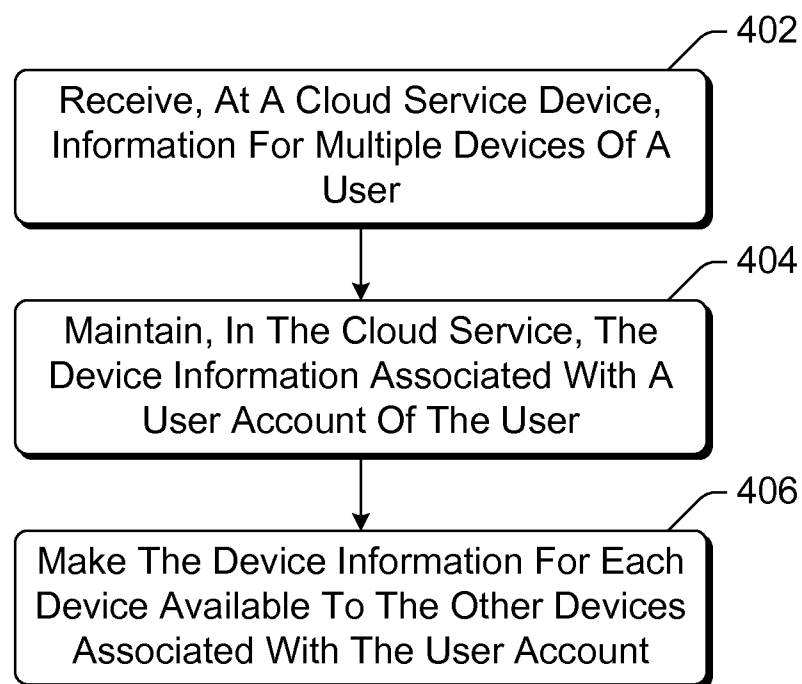 402
Receive, At A Cloud Service Device,
Information For Multiple Devices Of A
User
404
Maintain, In The Cloud Service, The
Device Information Associated With A
User Account Of The User
406
Make The Device Information For Each
Device Available To The Other Devices
Associated With The User Account